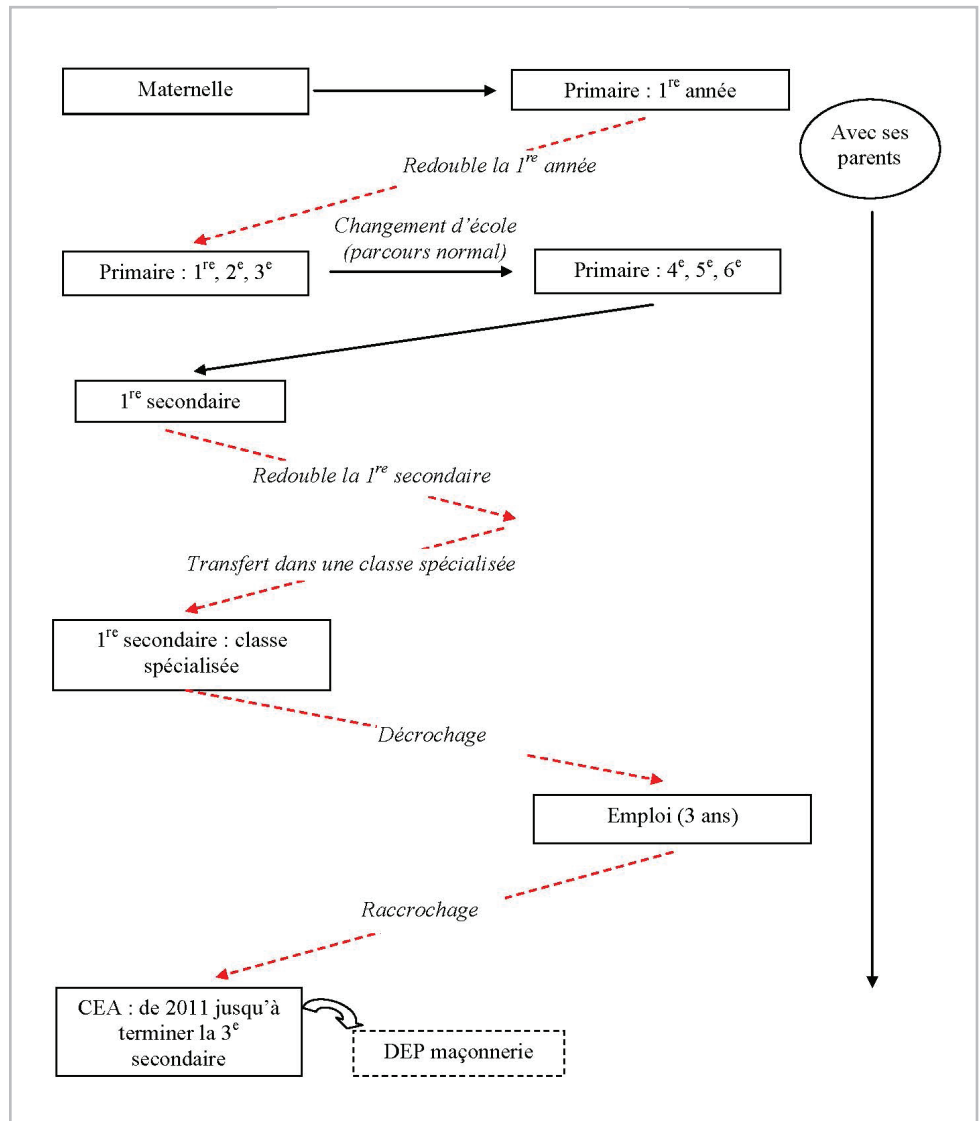 Maternelle
Primaire : 1re année
Avec ses
parents
Redouble la 1re année
Changement d'école
(parcours normal)
Primaire : 1re, 2e, 3e
Primaire : 4e, 5e, 6e
1re secondaire
Redouble la 1re secondaire
Transfert dans une classe spécialisée
1re secondaire : classe
spécialisée
Décrochage
Emploi (3 ans)
Raccrochage
CEA : de 2011 jusqu'à
terminer la 3e
secondaire
DEP maçonnerie